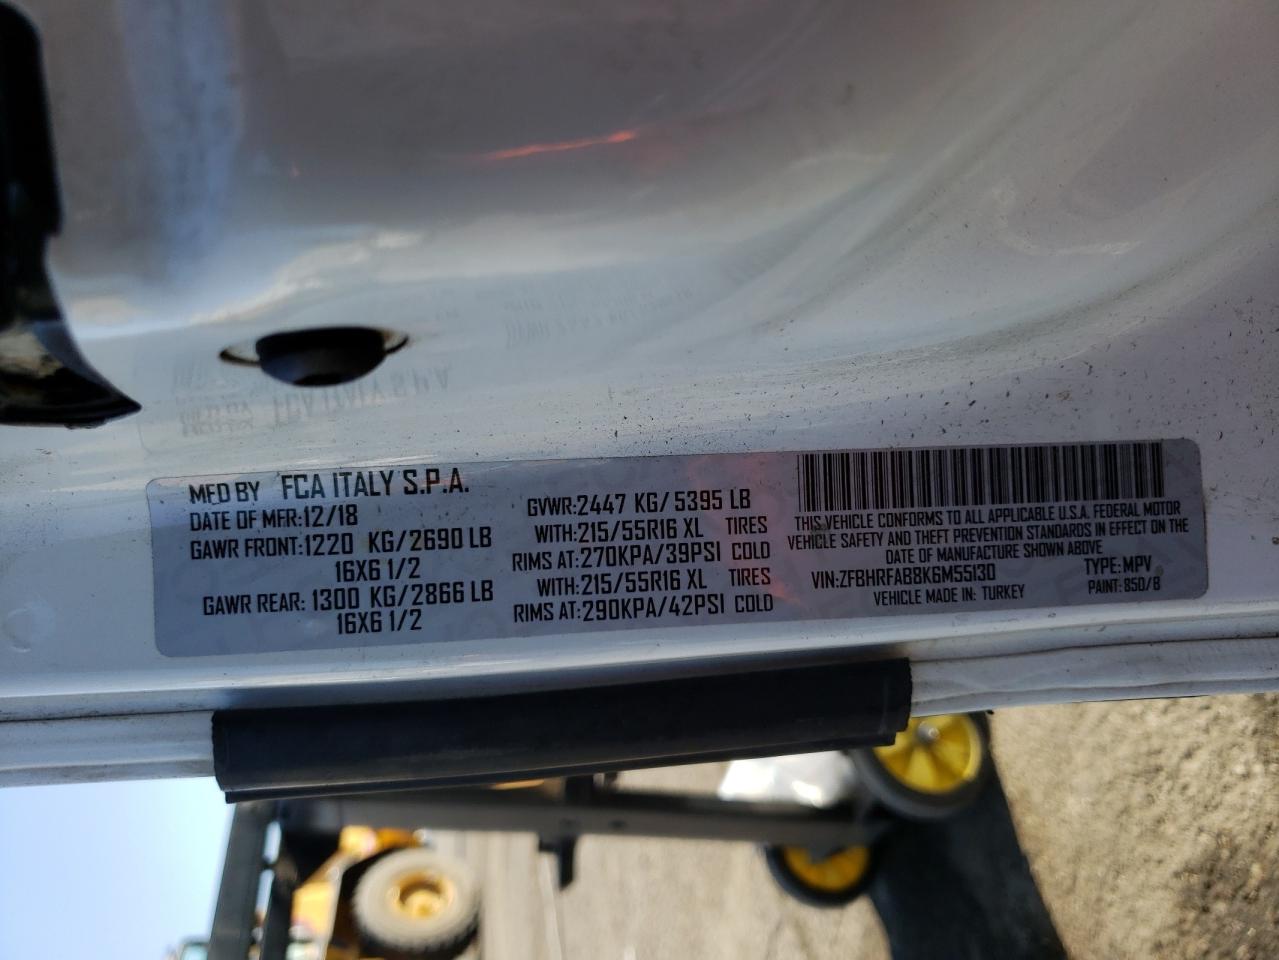 MFD BY FCA ITALY S.P.A.
DATE OF MFR:12/18
GAWR FRONT:1220 KG/2690 LB
16X6 1/2
GAWR REAR: 1300 KG/2866 LB
16X6 1/2
GVWR:2447 KG/5395 LB
WITH:215/55R16 XL TIRES
RIMS AT:270KPA/39PSI COLD
WITH:215/55R16 XL TIRES
RIMS AT:290KPA/42PSI COLD
THIS VEHICLE CONFORMS TO ALL APPLICABLE U.S.A. FEDERAL MOTOR
VEHICLE SAFETY AND THEFT PREVENTION STANDARDS IN EFFECT ON THE
DATE OF MANUFACTURE SHOWN ABOVE
VIN:ZFBHRFAB8K6M55130 TYPE: MPV
VEHICLE MADE IN: TURKEY PAINT: 850/8